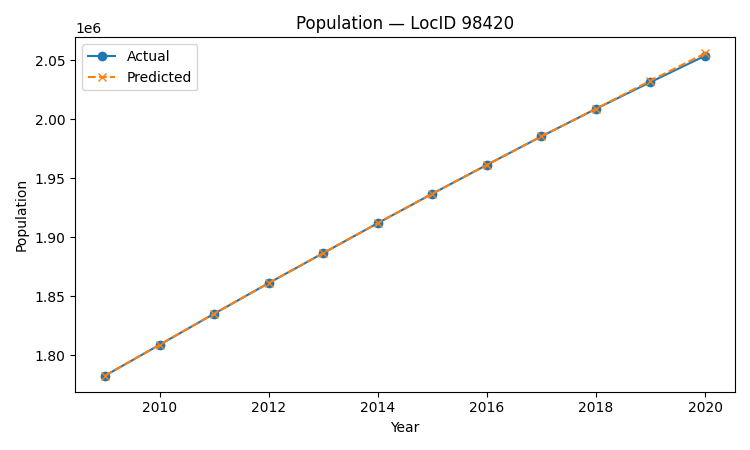 Population — LocID 98420
1e6
Actual
Predicted
2.05
2.00
1.95
1.90
1.85
1.80
Population
2010 2012 2014 2016 2018 2020
Year